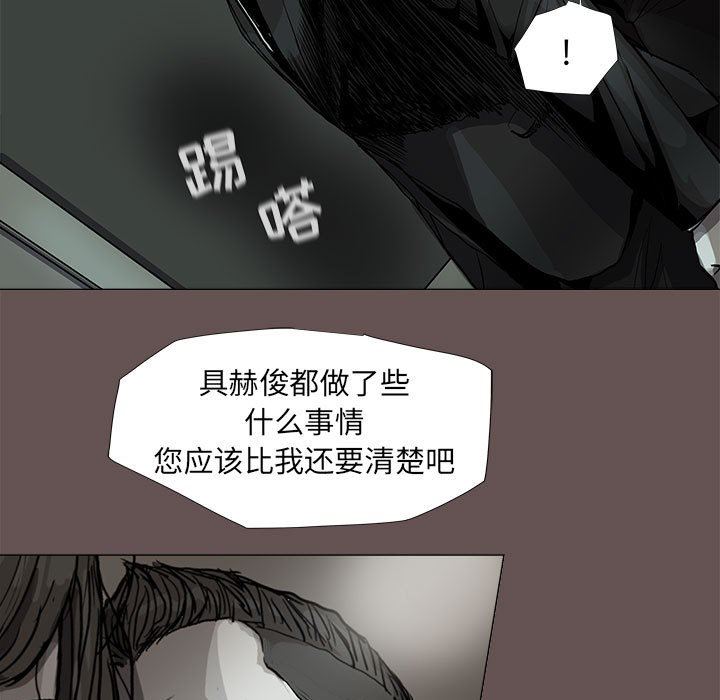 ！
踢
嗒
具赫俊都做了些
什么事情
您应该比我还要清楚吧